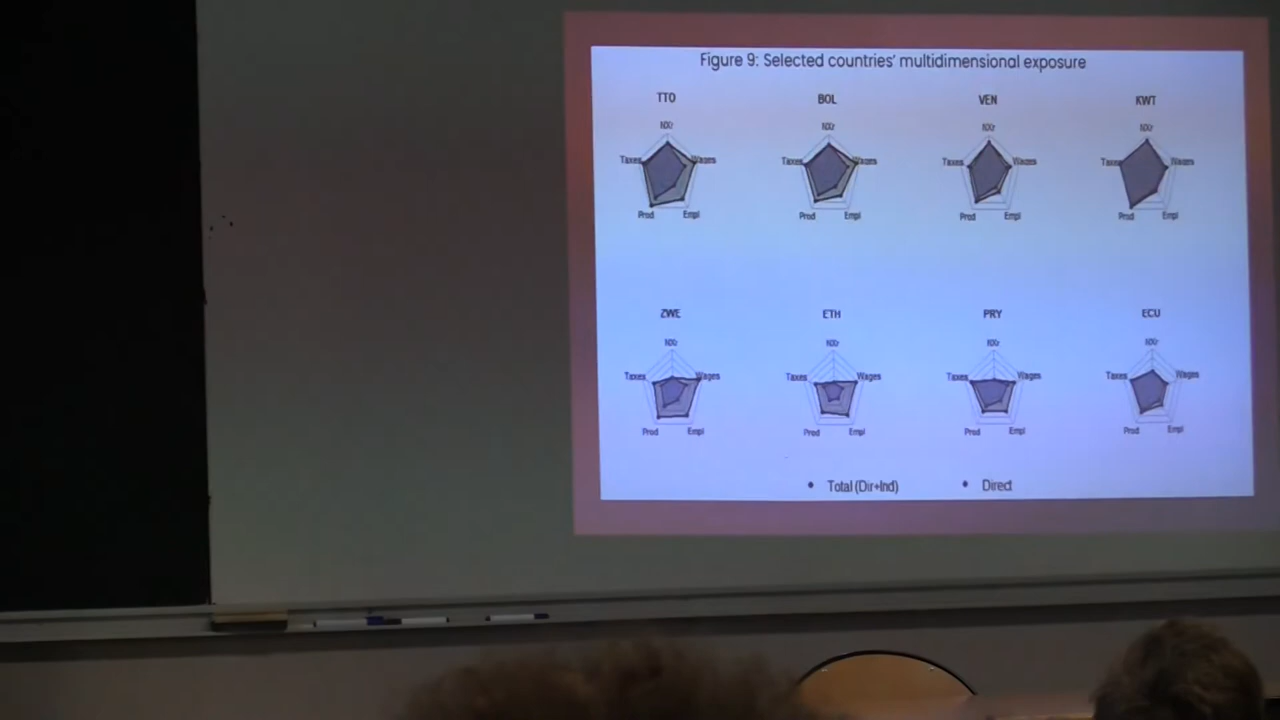 Figure 9: Selected countries' multidimensional exposure
TTO BOL VEN KWT
Taxes Wages Taxes Wages Taxes Wages Taxes Wages
Prod Empl Prod Empl Prod Empl Prod Empl
ZWE ETH PRY ECU
Taxes Wages Taxes Wages Taxes Wages Taxes Wages
Prod Empl Prod Empl Prod Empl Prod Empl
• Total (Dir+Ind) • Direct